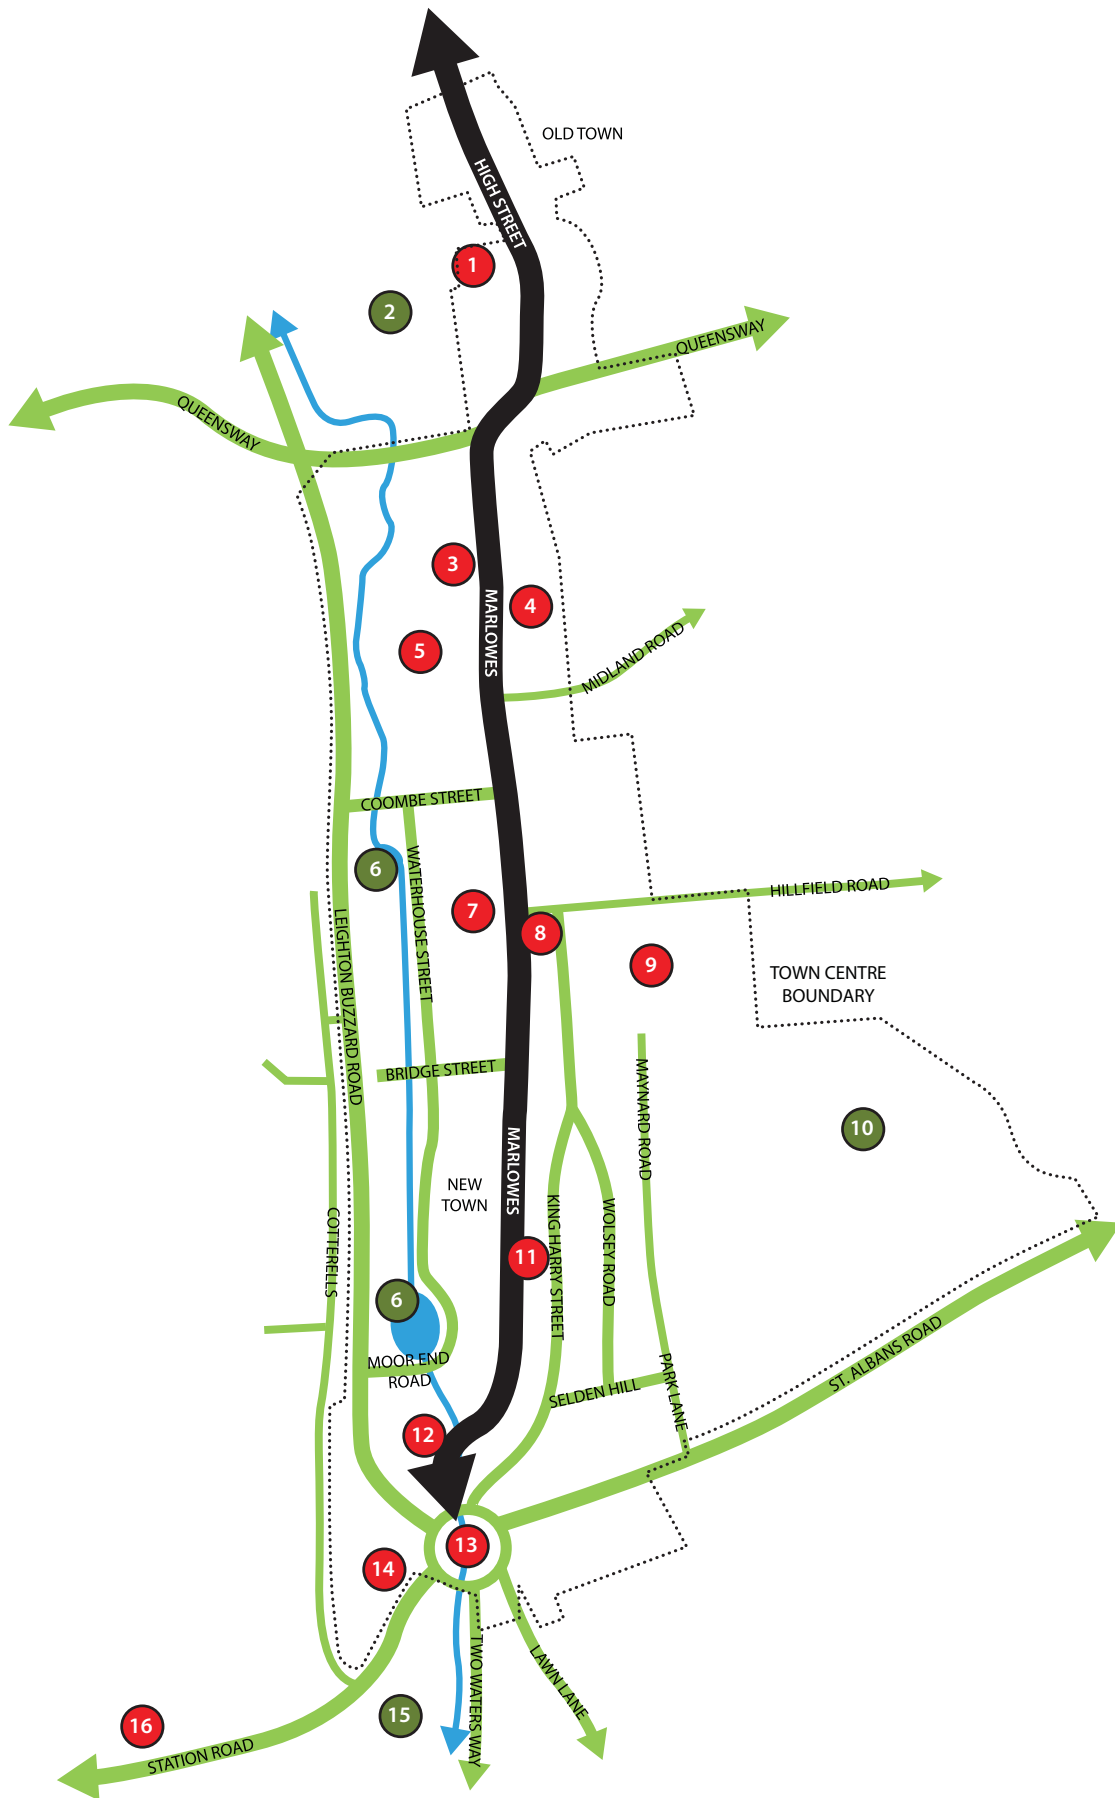 OLD TOWN
HIGH STREET
1
2
QUEENSWAY
QUEENSWAY
3
4
MARLOWES
5
MIDLAND ROAD
COOMBE STREET
6
WATERHOUSE STREET
HILLFIELD ROAD
7
8
LEIGHTON BUZZARD ROAD
9
TOWN CENTRE
BOUNDARY
BRIDGE STREET
MAYNARD ROAD
10
MARLOWES
NEW
TOWN
COTTERELLS
KING HARRY STREET
WOLSEY ROAD
11
6
MOOR END
ROAD
ST. ALBANS ROAD
PARK LANE
SELDEN HILL
12
13
14
TWO WATERS WAY
LAWN LANE
15
16
STATION ROAD